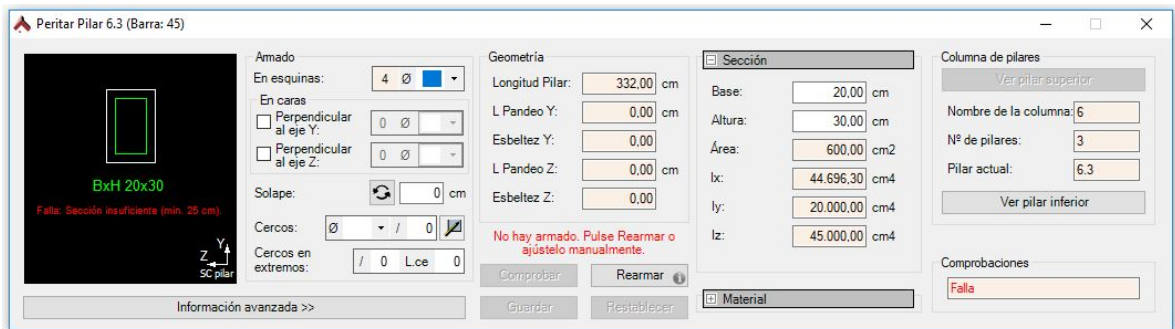 Peritar Pilar 6.3 (Barra: 45)
BxH 20x30
Falla: Sección insuficiente (min. 25 cm).
Y
Z
SC pilar
Información avanzada >>
Armado
En esquinas: 4 Ø
En caras
Perpendicular al eje Y: 0 Ø
Perpendicular al eje Z: 0 Ø
Solape: 0 cm
Cercos: Ø / 0
Cercos en extremos: / 0 L.ce 0
Geometría
Longitud Pilar: 332,00 cm
L Pandeo Y: 0,00 cm
Esbeltez Y: 0,00
L Pandeo Z: 0,00 cm
Esbeltez Z: 0,00
No hay armado. Pulse Rearmar o
ajústelo manualmente.
Comprobar Rearmar
Guardar Restablecer
Sección
Base: 20,00 cm
Altura: 30,00 cm
Área: 600,00 cm2
Ix: 44.696,30 cm4
Iy: 20.000,00 cm4
Iz: 45.000,00 cm4
Material
Columna de pilares
Ver pilar superior
Nombre de la columna: 6
Nº de pilares: 3
Pilar actual: 6.3
Ver pilar inferior
Comprobaciones
Falla